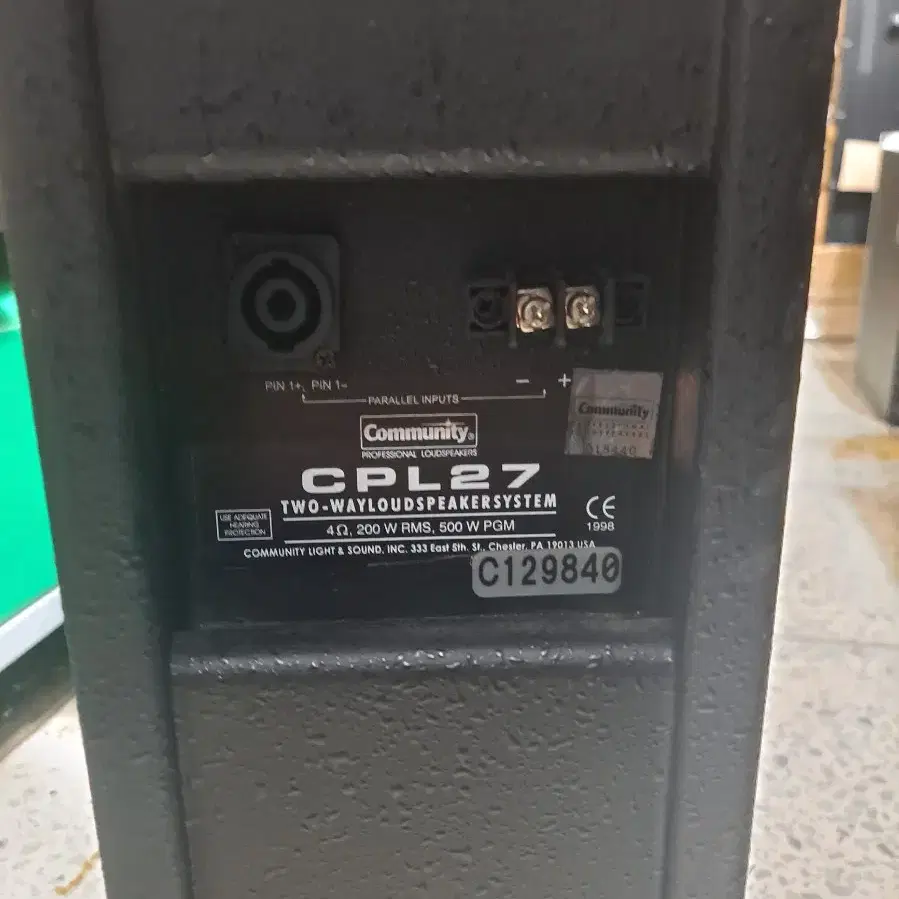 PIN 1+, PIN 1–
– +
PARALLEL INPUTS
Community®
PROFESSIONAL LOUDSPEAKERS
Community
CPL27
TWO-WAYLOUDSPEAKERSYSTEM
USE ADEQUATE
HEARING
PROTECTION
4Ω, 200 W RMS, 500 W PGM
CE
1998
COMMUNITY LIGHT & SOUND, INC. 333 East 5th. St., Chester, PA 19013 USA
C129840